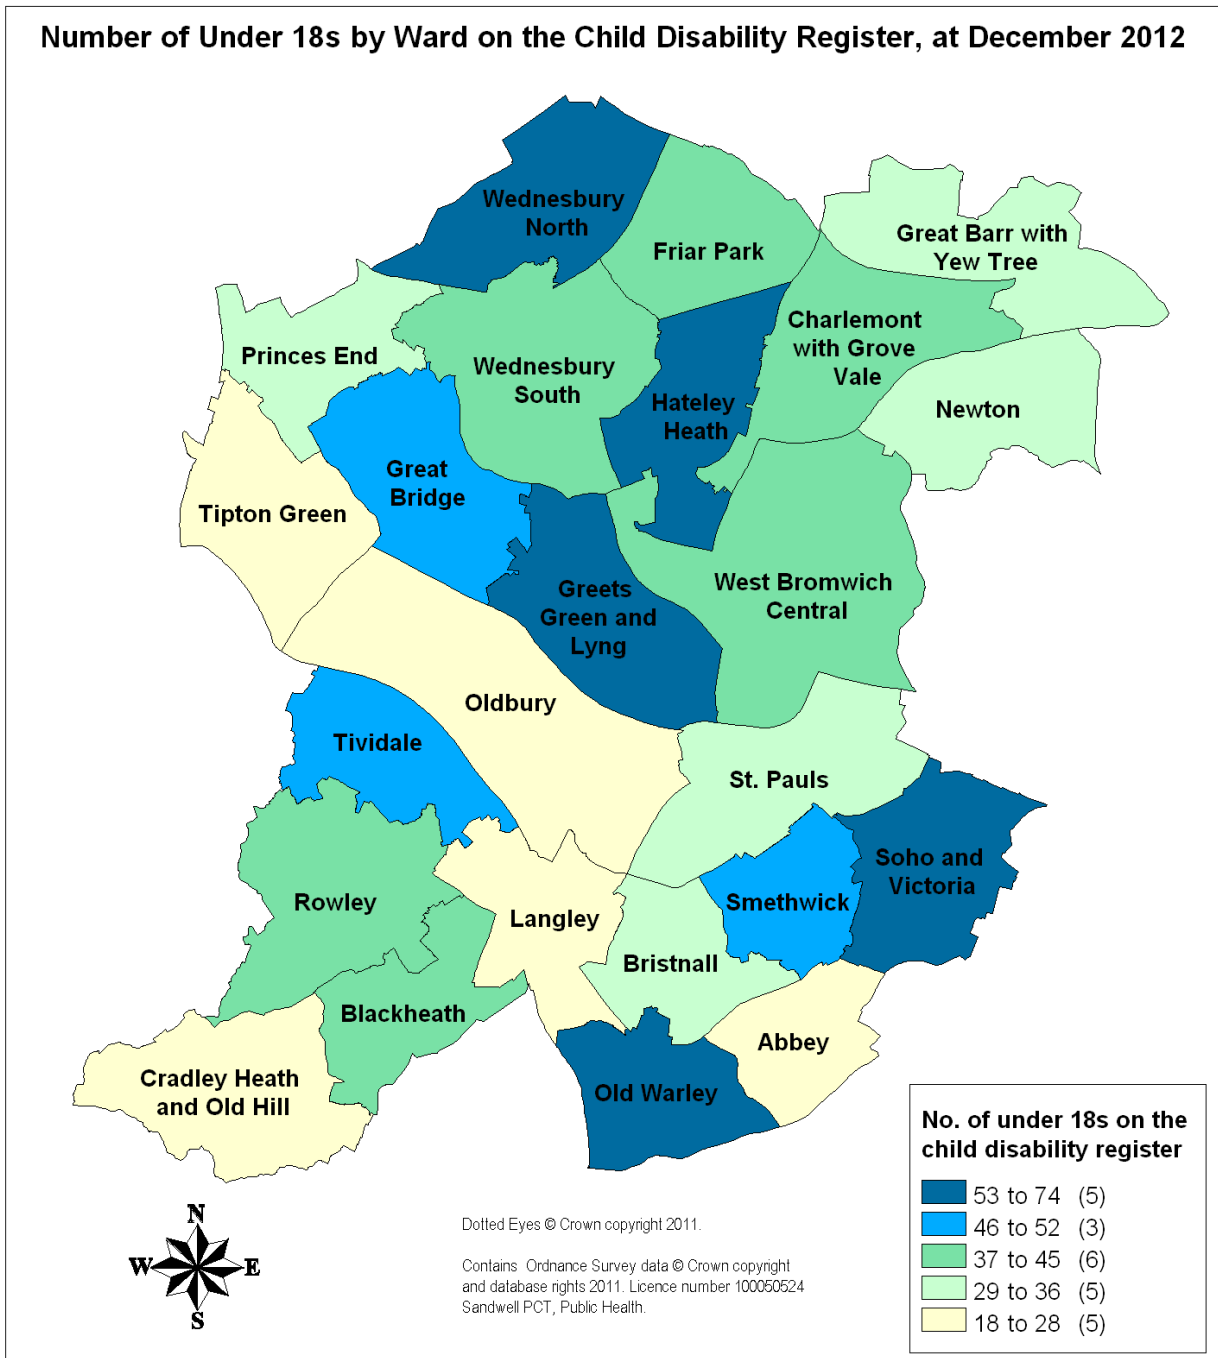 Number of Under 18s by Ward on the Child Disability Register, at December 2012
Wednesbury
North
Friar Park
Great Barr with
Yew Tree
Charlemont
with Grove
Vale
Princes End
Wednesbury
South
Hateley
Heath
Newton
Great
Bridge
Tipton Green
West Bromwich
Central
Greets
Green and
Lyng
Oldbury
Tividale
St. Pauls
Soho and
Victoria
Smethwick
Rowley
Langley
Bristnall
Blackheath
Abbey
Cradley Heath
and Old Hill
Old Warley
No. of under 18s on the
child disability register
53 to 74 (5)
46 to 52 (3)
37 to 45 (6)
29 to 36 (5)
18 to 28 (5)
N
W E
S
Dotted Eyes © Crown copyright 2011.
Contains Ordnance Survey data © Crown copyright
and database rights 2011. Licence number 100050524
Sandwell PCT, Public Health.